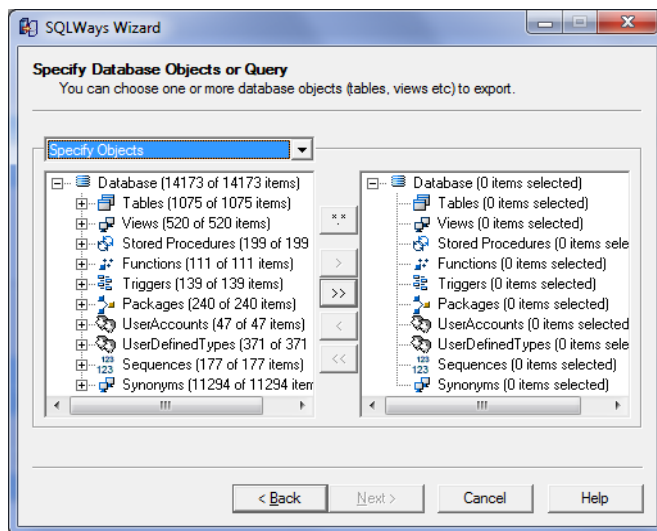 SQLWays Wizard
Specify Database Objects or Query
You can choose one or more database objects (tables, views etc) to export.
Specify Objects
Database (14173 of 14173 items)
Tables (1075 of 1075 items)
Views (520 of 520 items)
Stored Procedures (199 of 199
Functions (111 of 111 items)
Triggers (139 of 139 items)
Packages (240 of 240 items)
UserAccounts (47 of 47 items)
UserDefinedTypes (371 of 371
123
123 Sequences (177 of 177 items)
Synonyms (11294 of 11294 iten
*.*
>
>>
<
<<
Database (0 items selected)
Tables (0 items selected)
Views (0 items selected)
Stored Procedures (0 items sele
Functions (0 items selected)
Triggers (0 items selected)
Packages (0 items selected)
UserAccounts (0 items selected
UserDefinedTypes (0 items sele
123
123 Sequences (0 items selected)
Synonyms (0 items selected)
< Back Next > Cancel Help